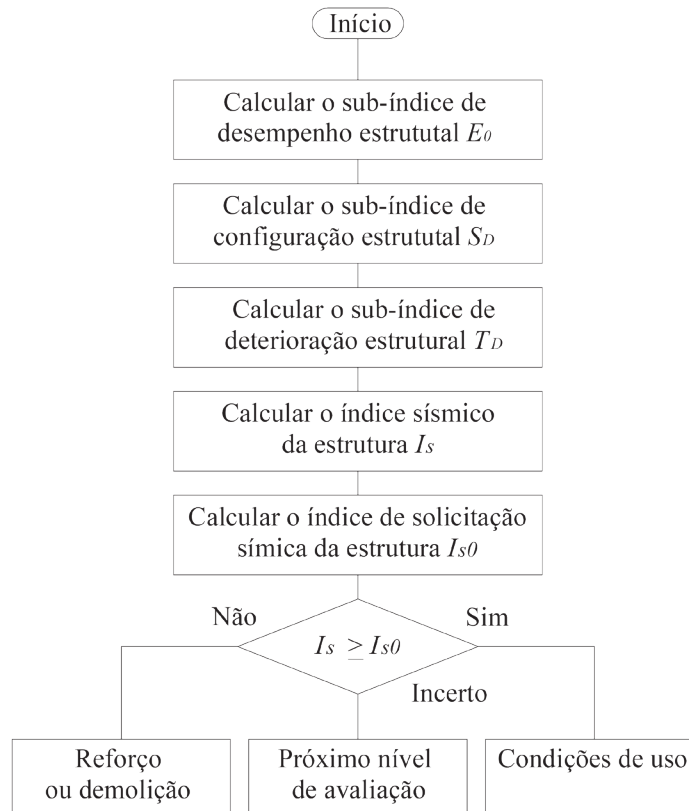 Início
Calcular o sub-índice de
desempenho estrututal E0
Calcular o sub-índice de
configuração estrututal SD
Calcular o sub-índice de
deterioração estrutural TD
Calcular o índice sísmico
da estrutura Is
Calcular o índice de solicitação
símica da estrutura Is0
Não
Sim
Is ≥ Is0
Incerto
Reforço
ou demolição
Próximo nível
de avaliação
Condições de uso